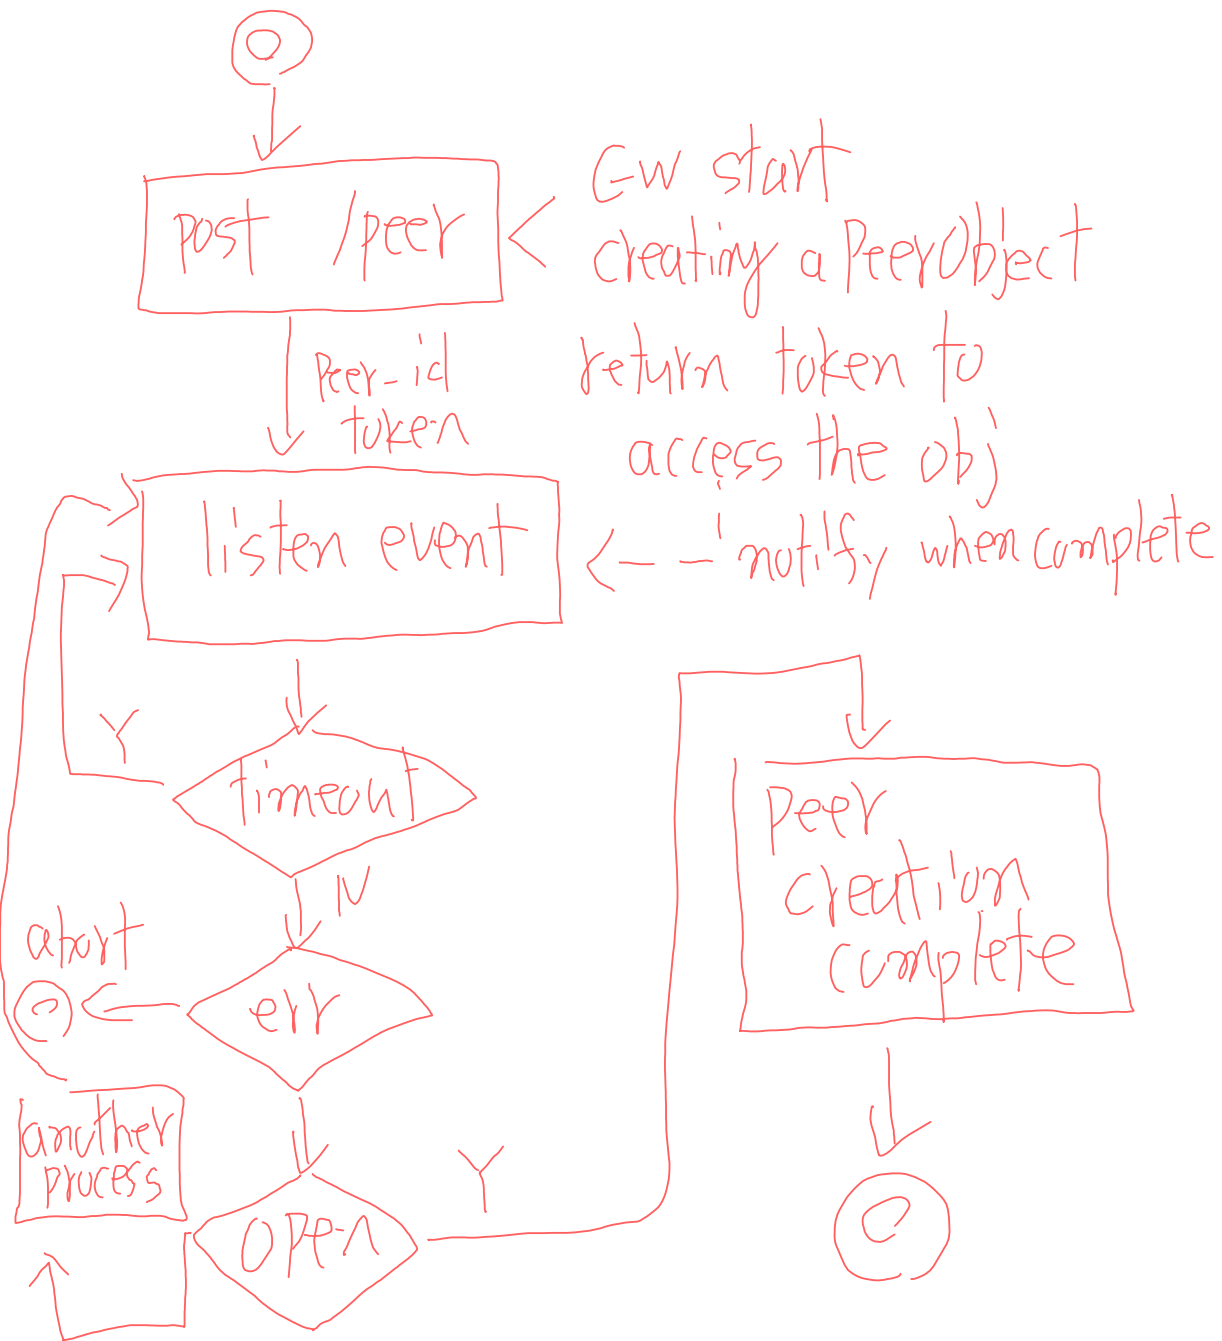 GW start
post /peer
creating a PeerObject
Peer-id
token
return token to
access the obj
listen event
notify when complete
Y
timeout
N
abort
err
another
process
open
Y
peer
creation
complete